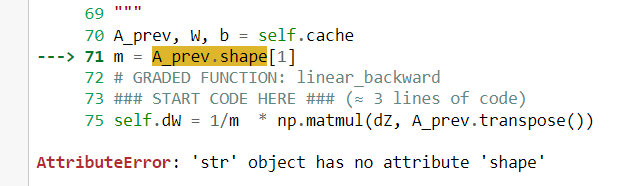 69 """
70 A_prev, W, b = self.cache
---> 71 m = A_prev.shape[1]
72 # GRADED FUNCTION: linear_backward
73 ### START CODE HERE ### (≈ 3 lines of code)
75 self.dW = 1/m  * np.matmul(dZ, A_prev.transpose())
AttributeError: 'str' object has no attribute 'shape'